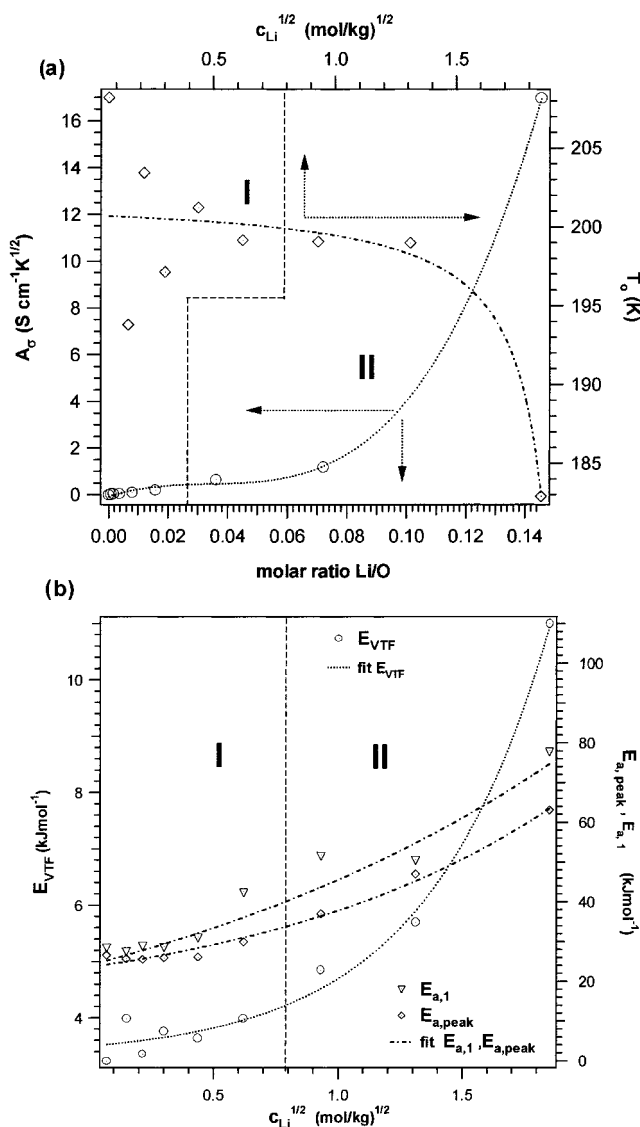 c_Li^1/2 (mol/kg)^1/2
0.5 1.0 1.5
(a)
16
14
12
10
8
6
4
2
0
A_σ (S cm⁻¹K^1/2)
I
II
205
200
195
190
185
T_o (K)
0.00 0.02 0.04 0.06 0.08 0.10 0.12 0.14
molar ratio Li/O
(b)
10
8
6
4
E_VTF (kJmol⁻¹)
E_VTF
fit E_VTF
I
II
100
80
60
40
20
0
E_a,peak , E_a,1 (kJmol⁻¹)
E_a,1
E_a,peak
fit E_a,1 ,E_a,peak
0.5 1.0 1.5
c_Li^1/2 (mol/kg)^1/2